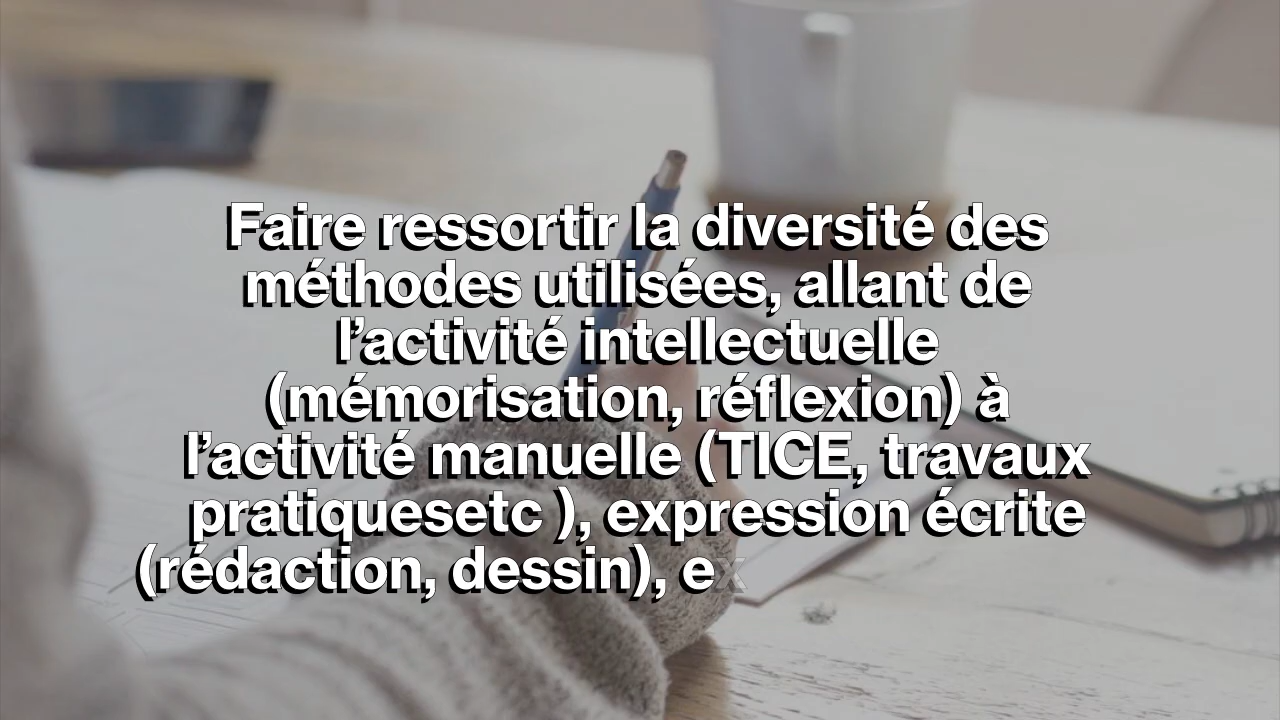 Faire ressortir la diversité des
méthodes utilisées, allant de
l’activité intellectuelle
(mémorisation, réflexion) à
l’activité manuelle (TICE, travaux
pratiquesetc ), expression écrite
(rédaction, dessin), ex